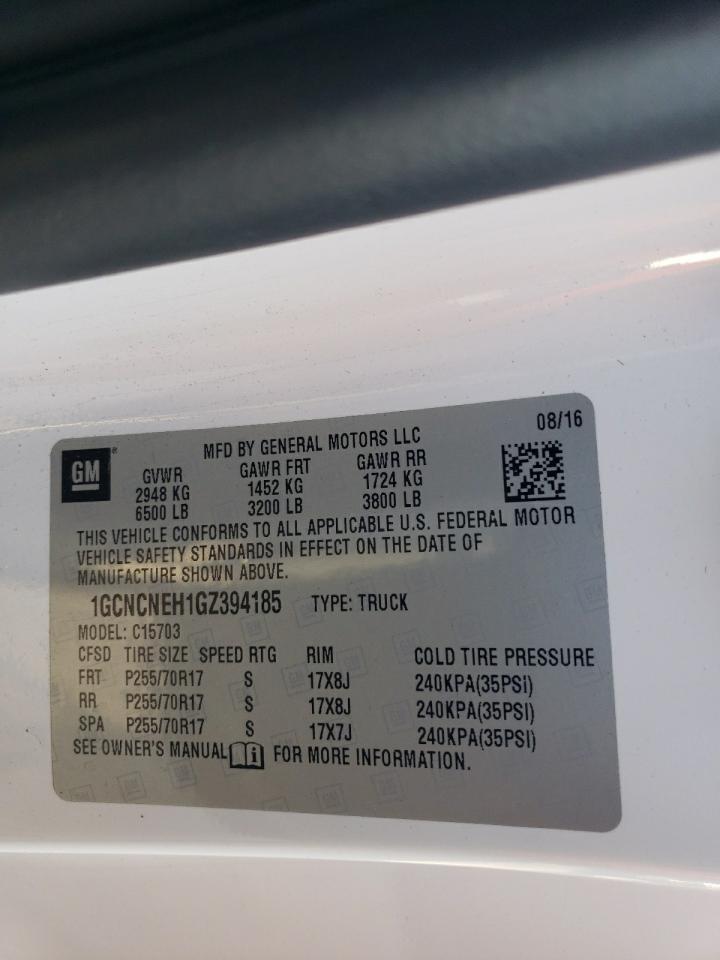 GM
MFD BY GENERAL MOTORS LLC 08/16
GVWR GAWR FRT GAWR RR
2948 KG 1452 KG 1724 KG
6500 LB 3200 LB 3800 LB
THIS VEHICLE CONFORMS TO ALL APPLICABLE U.S. FEDERAL MOTOR
VEHICLE SAFETY STANDARDS IN EFFECT ON THE DATE OF
MANUFACTURE SHOWN ABOVE.
1GCNCNEH1GZ394185 TYPE: TRUCK
MODEL: C15703
CFSD TIRE SIZE SPEED RTG RIM COLD TIRE PRESSURE
FRT P255/70R17 S 17X8J 240KPA(35PSI)
RR P255/70R17 S 17X8J 240KPA(35PSI)
SPA P255/70R17 S 17X7J 240KPA(35PSI)
SEE OWNER'S MANUAL FOR MORE INFORMATION.